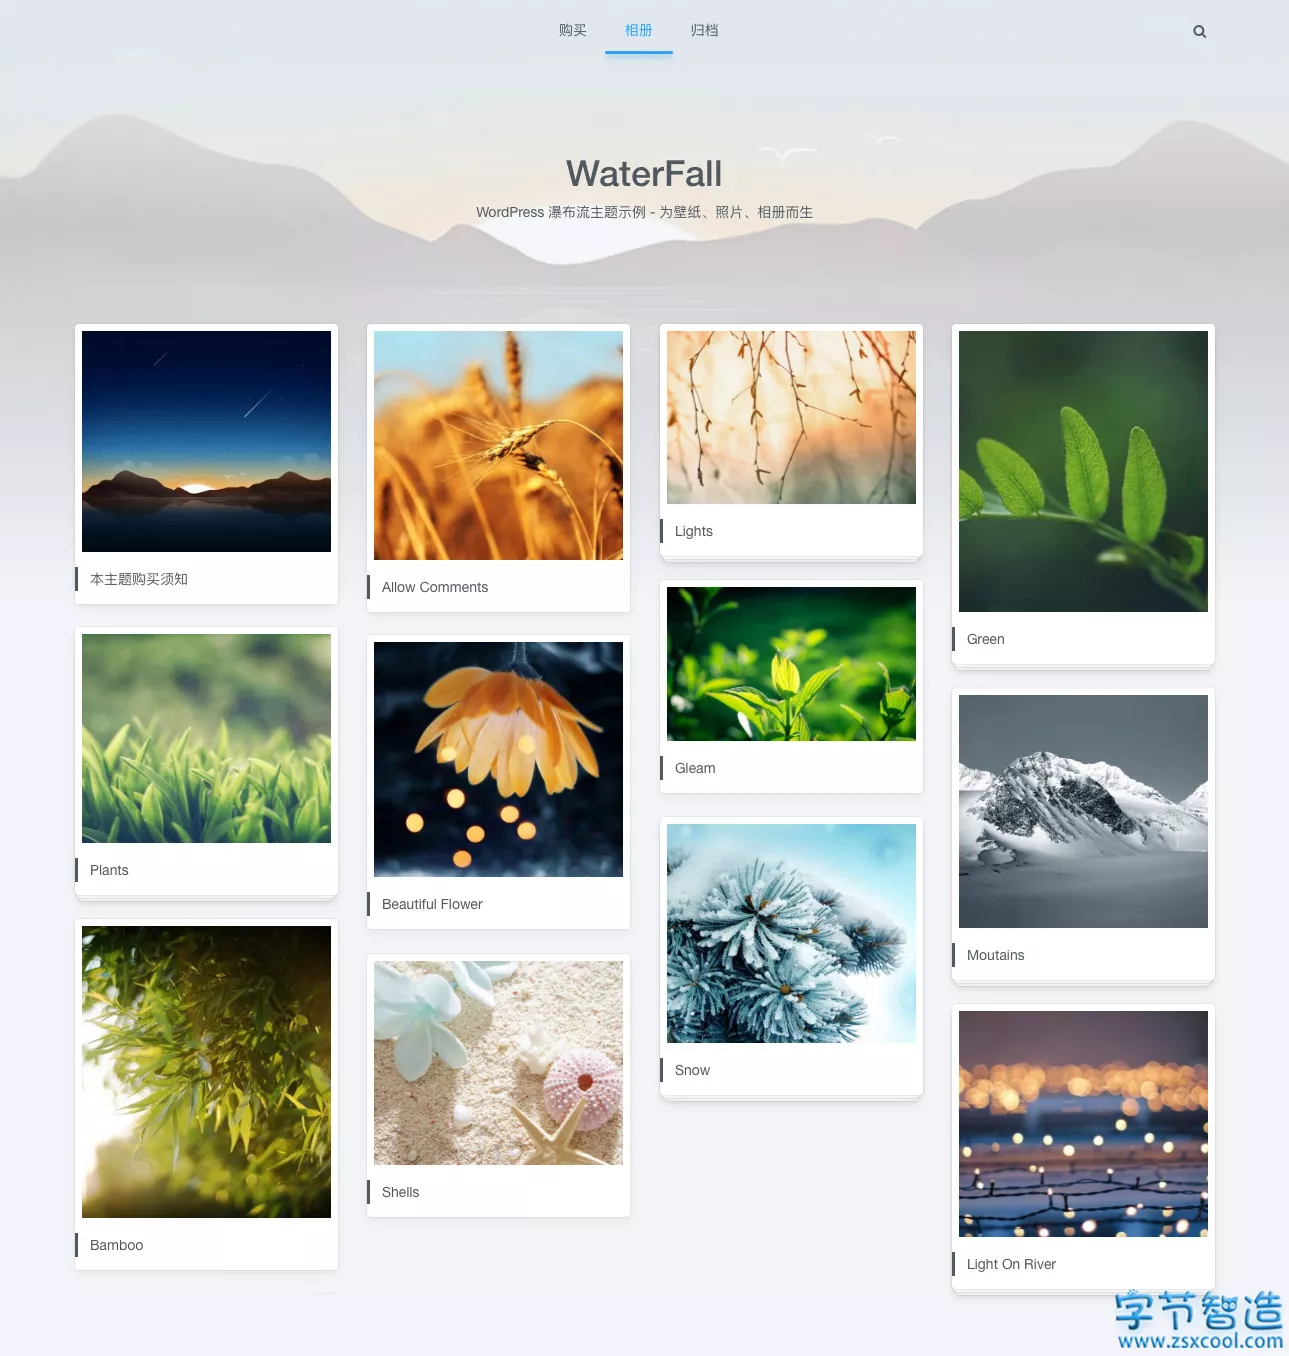 购买
相册
归档
WaterFall
WordPress 瀑布流主题示例 - 为壁纸、照片、相册而生
本主题购买须知
Plants
Bamboo
Allow Comments
Beautiful Flower
Shells
Lights
Gleam
Snow
Green
Moutains
Light On River
字节智造
www.zsxcool.com